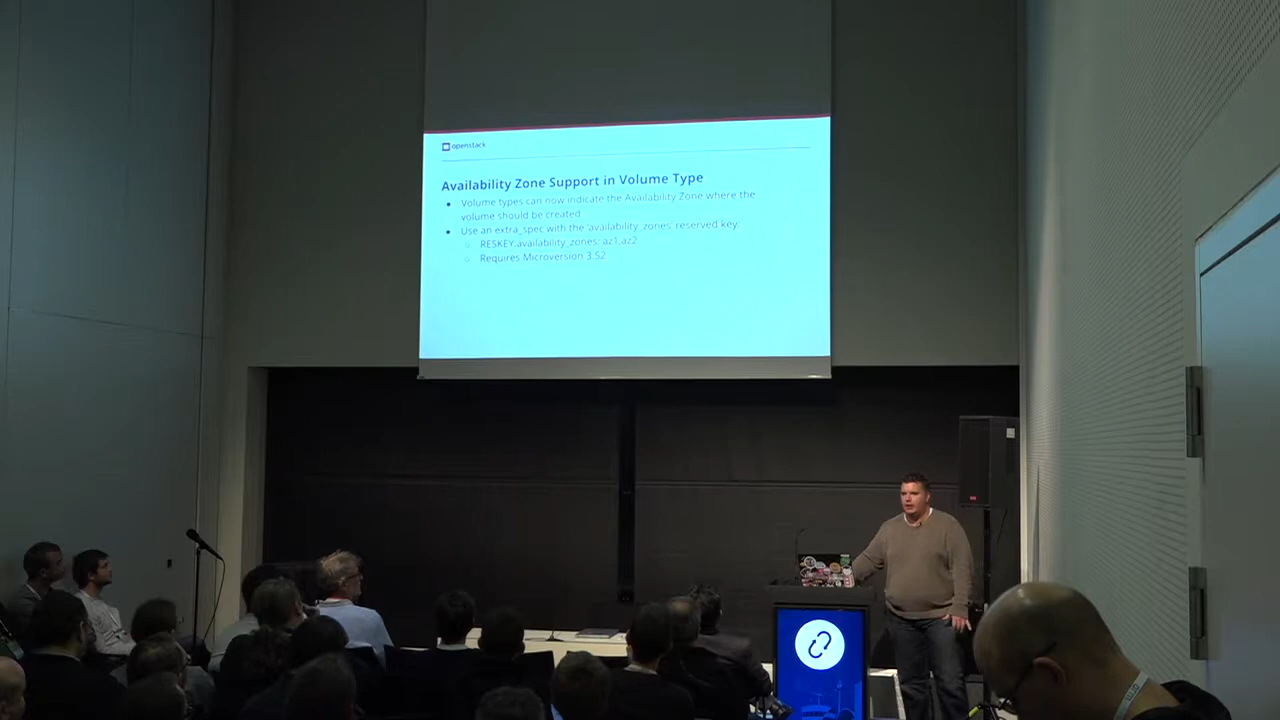 openstack
Availability Zone Support in Volume Type
• Volume types can now indicate the Availability Zone where the
volume should be created
• Use an extra_spec with the 'availability_zones' reserved key:
○ RESKEY:availability_zones: az1,az2
○ Requires Microversion 3.52